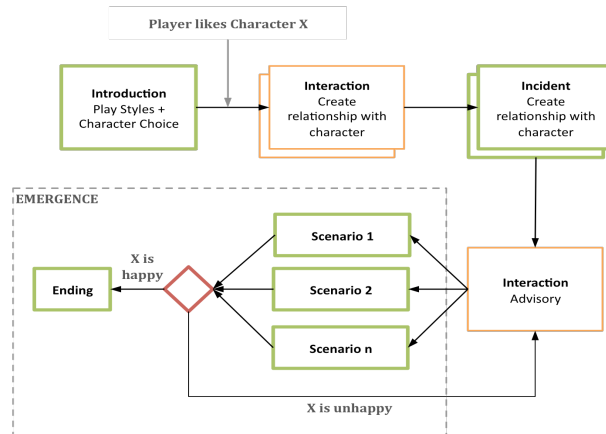 Player likes Character X
Introduction
Play Styles +
Character Choice
Interaction
Create
relationship with
character
Incident
Create
relationship with
character
EMERGENCE
Scenario 1
X is
happy
Ending
Scenario 2
Interaction
Advisory
Scenario n
X is unhappy